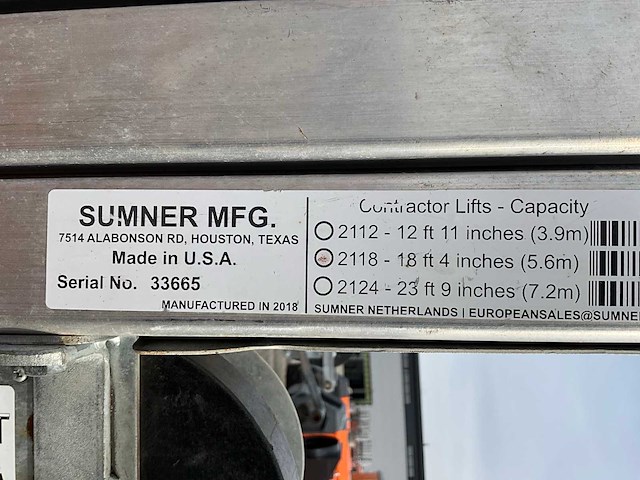 SUMNER MFG.
7514 ALABONSON RD, HOUSTON, TEXAS
Made in U.S.A.
Serial No. 33665
MANUFACTURED IN 2018
Contractor Lifts - Capacity
2112 - 12 ft 11 inches (3.9m)
2118 - 18 ft 4 inches (5.6m)
2124 - 23 ft 9 inches (7.2m)
SUMNER NETHERLANDS | EUROPEANSALES@SUMNE